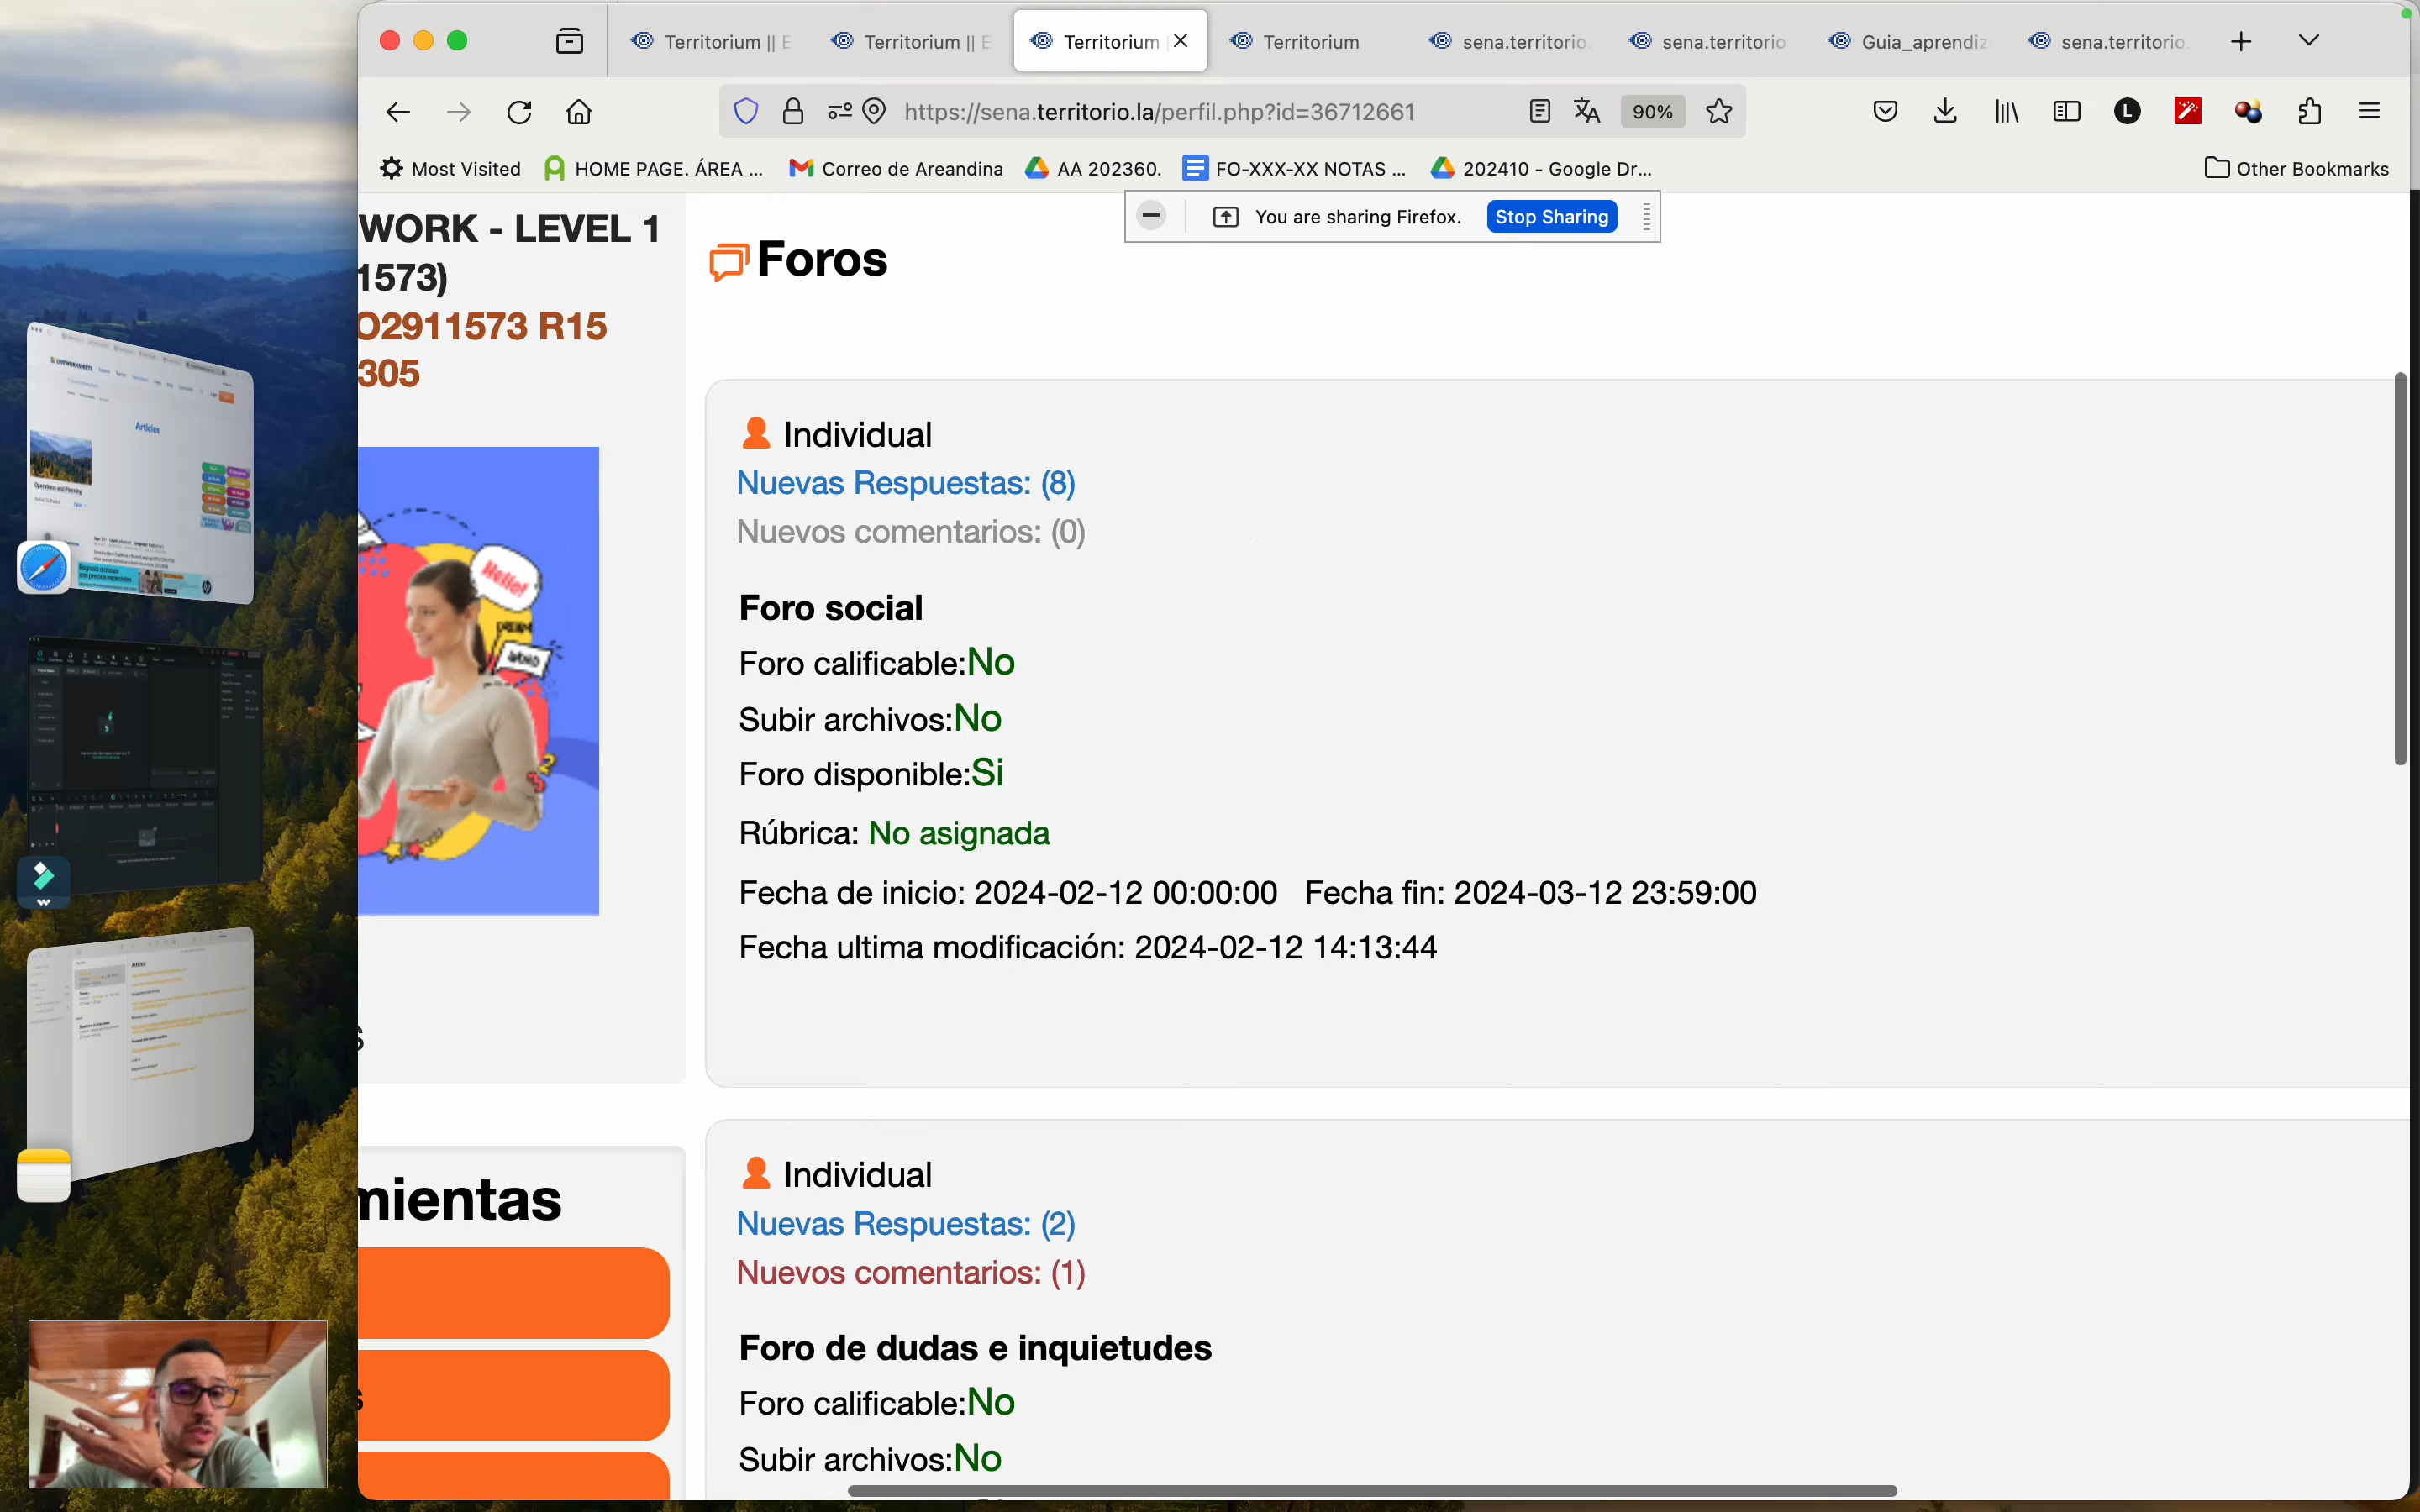 Territorium || E
Territorium || E
Territorium |
Territorium
sena.territorio.
sena.territorio
Guia_aprendiz
sena.territorio.
https://sena.territorio.la/perfil.php?id=36712661
90%
L
Most Visited
HOME PAGE. ÁREA ...
Correo de Areandina
AA 202360.
FO-XXX-XX NOTAS ...
202410 - Google Dr...
Other Bookmarks
You are sharing Firefox.
Stop Sharing
WORK - LEVEL 1
1573)
O2911573 R15
305
Foros
Individual
Nuevas Respuestas: (8)
Nuevos comentarios: (0)
Foro social
Foro calificable:No
Subir archivos:No
Foro disponible:Si
Rúbrica: No asignada
Fecha de inicio: 2024-02-12 00:00:00 Fecha fin: 2024-03-12 23:59:00
Fecha ultima modificación: 2024-02-12 14:13:44
Hello!
Articles
Operations and Planning
s
mientas
s
Individual
Nuevas Respuestas: (2)
Nuevos comentarios: (1)
Foro de dudas e inquietudes
Foro calificable:No
Subir archivos:No